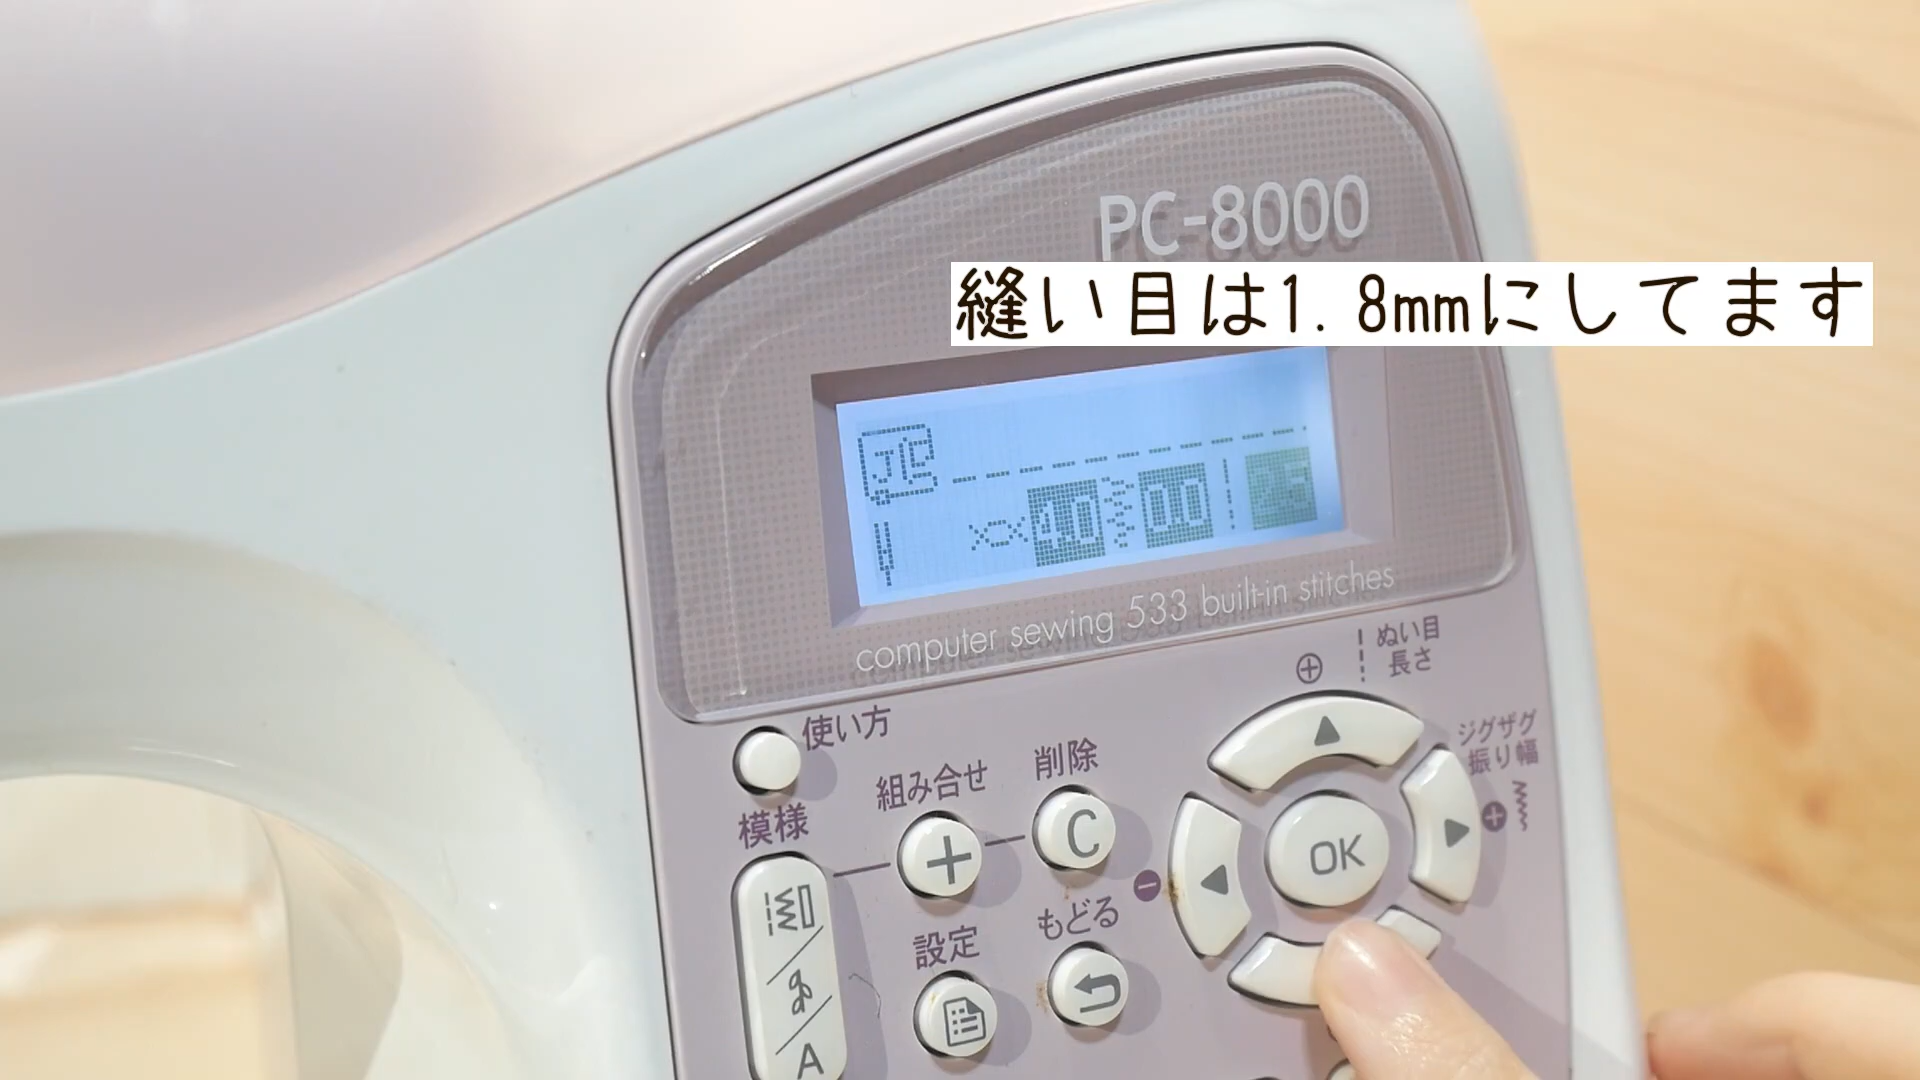 PC-8000
縫い目は1.8mmにしてます
J
4.0 0.0
computer sewing 533 built-in stitches
ぬい目
長さ
使い方
ジグザグ
振り幅
組み合せ
削除
模様
C
OK
もどる
設定
A